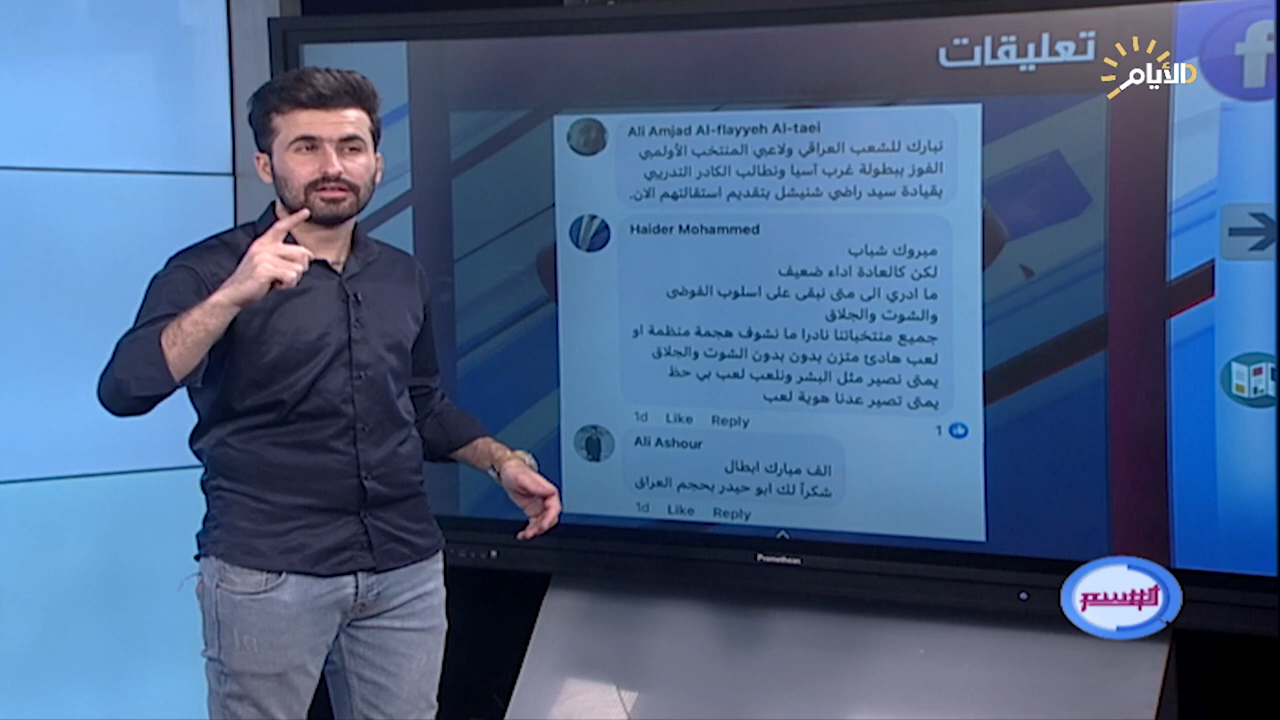 تعليقات
الأيام
Ali Amjad Al-flayyeh Al-taei
نبارك للشعب العراقي ولاعبي المنتخب الأولمبي
الفوز ببطولة غرب آسيا ونطالب الكادر التدريبي
بقيادة سيد راضي شنيشل بتقديم استقالتهم الان.
Haider Mohammed
مبروك شباب
لكن كالعادة اداء ضعيف
ما ادري الى متى نبقى على اسلوب الفوضى
والشوت والجلاق
جميع منتخباتنا نادرا ما نشوف هجمة منظمة او
لعب هادئ متزن بدون بدون الشوت والجلاق
يمتى نصير مثل البشر ونلعب لعب بي حظ
يمتى تصير عدنا هوية لعب
1d Like Reply 1
Ali Ashour
الف مبارك ابطال
شكراً لك ابو حيدر بحجم العراق
1d Like Reply
Promethean